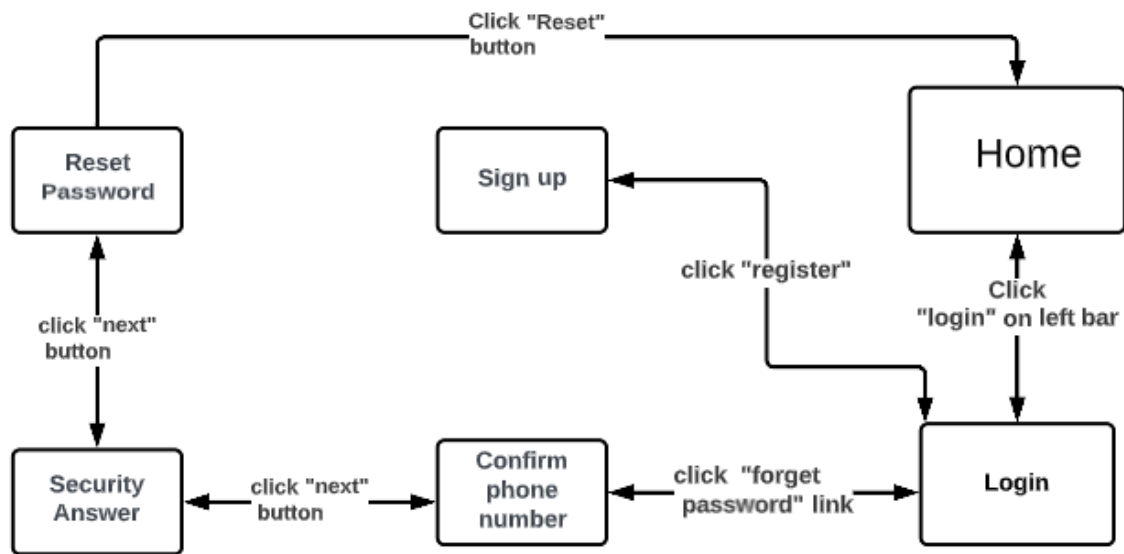 Click "Reset"
button
Reset
Password
Sign up
Home
click "register"
Click
"login" on left bar
click "next"
button
Security
Answer
click "next"
button
Confirm
phone
number
click "forget
password" link
Login